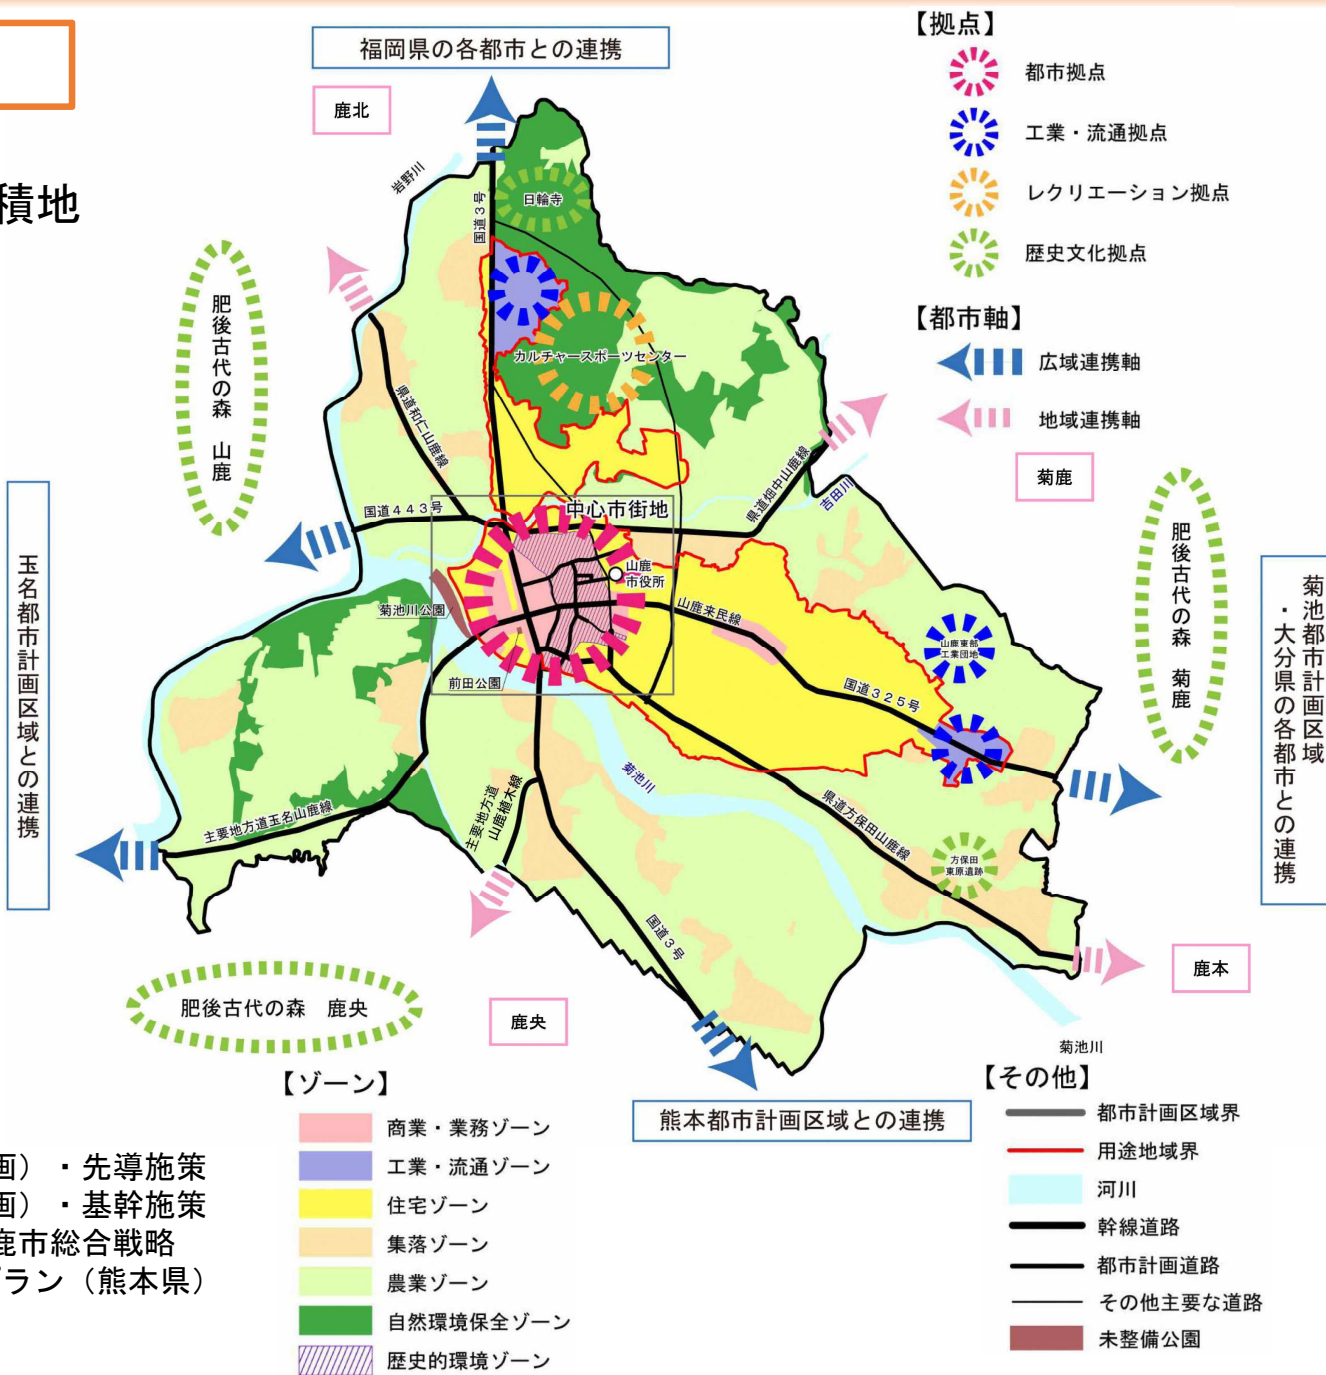 福岡県の各都市との連携
鹿北
積地
【拠点】
都市拠点
工業・流通拠点
レクリエーション拠点
歴史文化拠点
【都市軸】
広域連携軸
地域連携軸
岩野川
国道3号
日輪寺
カルチャースポーツセンター
肥後古代の森 山鹿
県道和仁山鹿線
国道443号
中心市街地
山鹿
市役所
県道畑中山鹿線
吉田川
菊鹿
肥後古代の森 菊鹿
玉名都市計画区域との連携
菊池都市計画区域
・大分県の各都市との連携
菊池川公園
前田公園
山鹿来民線
国道325号
山鹿東部
工業団地
菊池川
県道方保田山鹿線
方保田
東原遺跡
主要地方道玉名山鹿線
主要地方道
山鹿植木線
国道3号
鹿本
肥後古代の森 鹿央
鹿央
菊池川
熊本都市計画区域との連携
【ゾーン】
商業・業務ゾーン
工業・流通ゾーン
住宅ゾーン
集落ゾーン
農業ゾーン
自然環境保全ゾーン
歴史的環境ゾーン
【その他】
都市計画区域界
用途地域界
河川
幹線道路
都市計画道路
その他主要な道路
未整備公園
画）・先導施策
画）・基幹施策
鹿市総合戦略
プラン（熊本県）